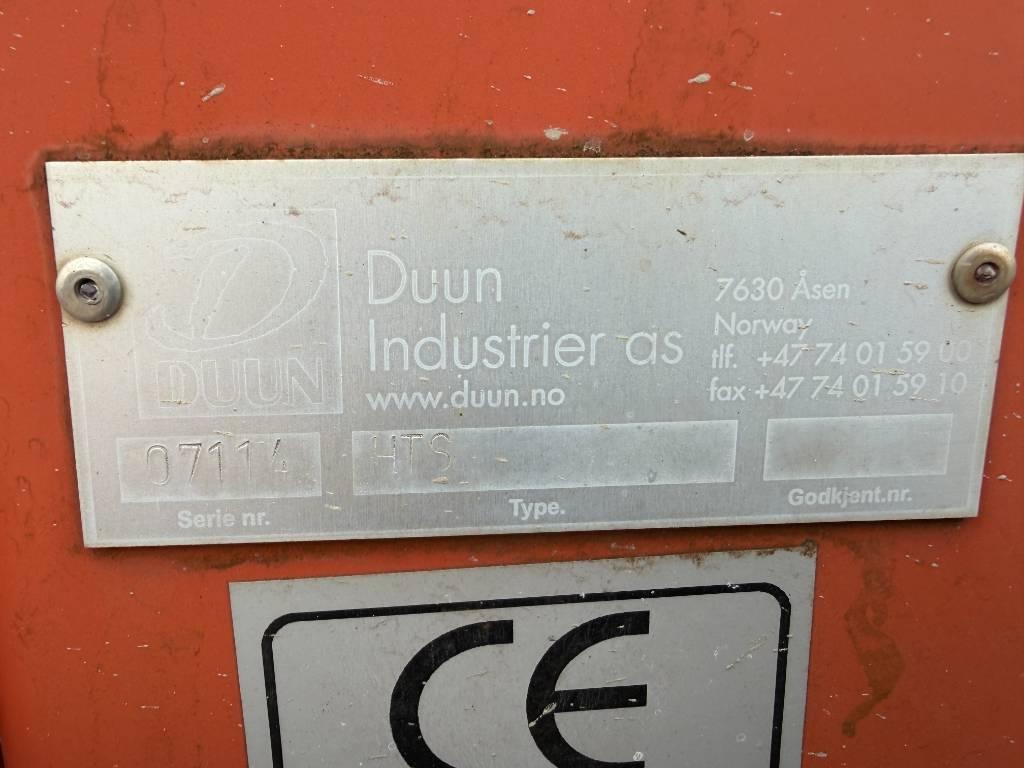 DUUN
Duun
Industrier as
www.duun.no
7630 Åsen
Norway
tlf. +47 74 01 59 00
fax +47 74 01 59 10
07114
Serie nr.
HTS
Type.
Godkjent.nr.
CE